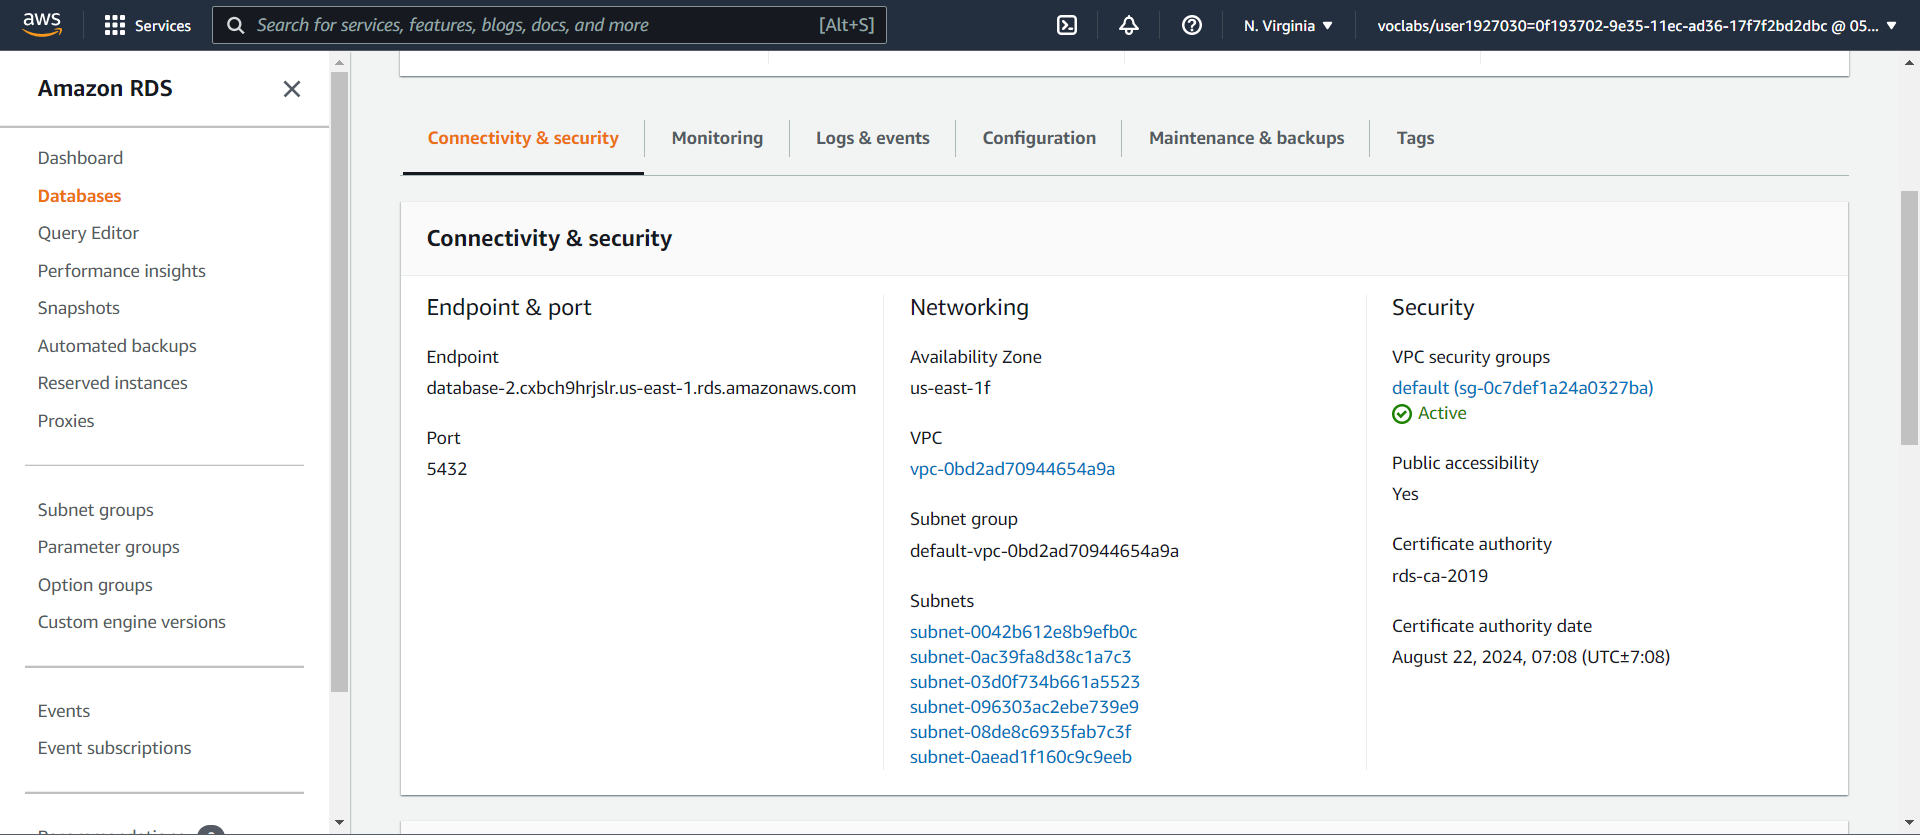 aws
Services
Search for services, features, blogs, docs, and more
[Alt+S]
N. Virginia
voclabs/user1927030=0f193702-9e35-11ec-ad36-17f7f2bd2dbc @ 05...
Amazon RDS
Dashboard
Databases
Query Editor
Performance insights
Snapshots
Automated backups
Reserved instances
Proxies
Subnet groups
Parameter groups
Option groups
Custom engine versions
Events
Event subscriptions
Connectivity & security
Monitoring
Logs & events
Configuration
Maintenance & backups
Tags
Connectivity & security
Endpoint & port
Endpoint
database-2.cxbch9hrjslr.us-east-1.rds.amazonaws.com
Port
5432
Networking
Availability Zone
us-east-1f
VPC
vpc-0bd2ad70944654a9a
Subnet group
default-vpc-0bd2ad70944654a9a
Subnets
subnet-0042b612e8b9efb0c
subnet-0ac39fa8d38c1a7c3
subnet-03d0f734b661a5523
subnet-096303ac2ebe739e9
subnet-08de8c6935fab7c3f
subnet-0aead1f160c9c9eeb
Security
VPC security groups
default (sg-0c7def1a24a0327ba)
Active
Public accessibility
Yes
Certificate authority
rds-ca-2019
Certificate authority date
August 22, 2024, 07:08 (UTC±7:08)